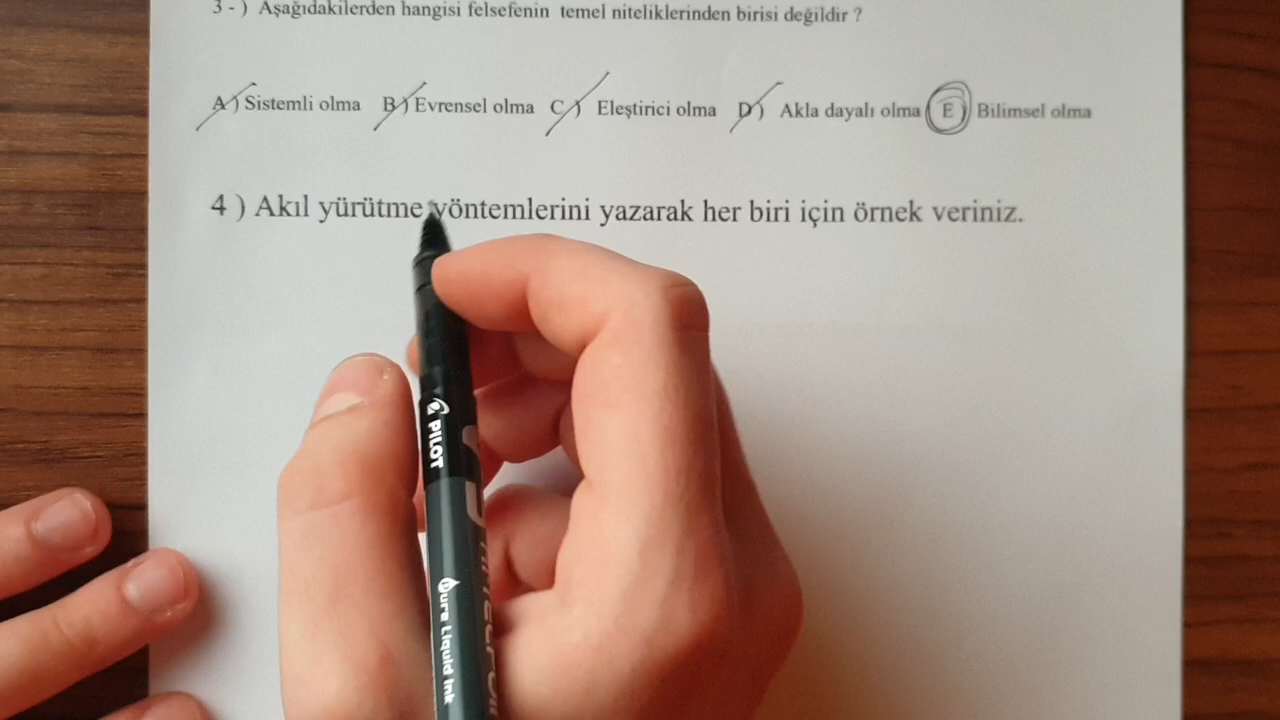 3 - ) Aşağıdakilerden hangisi felsefenin temel niteliklerinden birisi değildir ?
A ) Sistemli olma B ) Evrensel olma C ) Eleştirici olma D ) Akla dayalı olma E ) Bilimsel olma
4 ) Akıl yürütme yöntemlerini yazarak her biri için örnek veriniz.
PILOT
Pure Liquid Ink